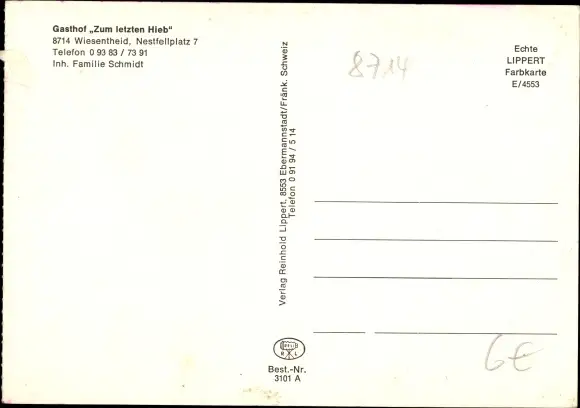 Gasthof „Zum letzten Hieb"
8714 Wiesentheid, Nestfellplatz 7
Telefon 0 93 83 / 73 91
Inh. Familie Schmidt
Verlag Reinhold Lippert, 8553 Ebermannstadt/Fränk. Schweiz
Telefon 0 91 94 / 5 14
8714
Echte
LIPPERT
Farbkarte
E/4553
R L
Best.-Nr.
3101 A
6€